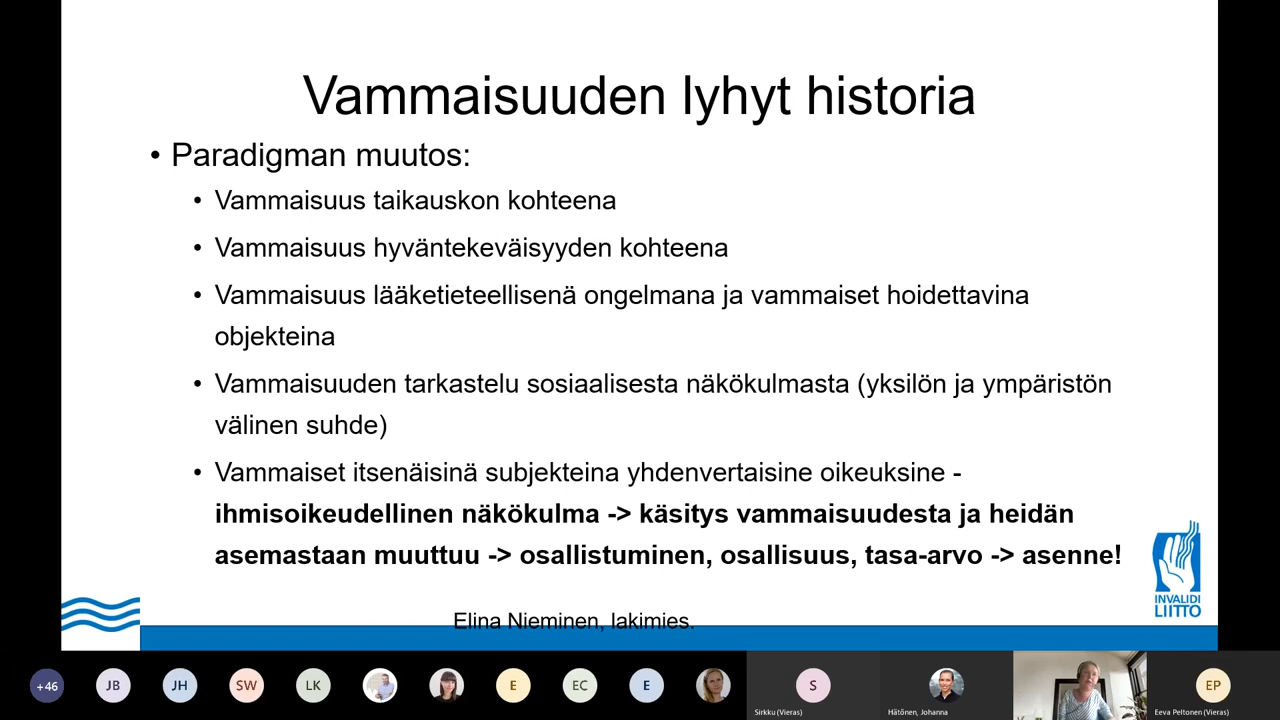 Vammaisuuden lyhyt historia
• Paradigman muutos:
• Vammaisuus taikauskon kohteena
• Vammaisuus hyväntekeväisyyden kohteena
• Vammaisuus lääketieteellisenä ongelmana ja vammaiset hoidettavina
objekteina
• Vammaisuuden tarkastelu sosiaalisesta näkökulmasta (yksilön ja ympäristön
välinen suhde)
• Vammaiset itsenäisinä subjekteina yhdenvertaisine oikeuksine -
ihmisoikeudellinen näkökulma -> käsitys vammaisuudesta ja heidän
asemastaan muuttuu -> osallistuminen, osallisuus, tasa-arvo -> asenne!
INVALIDI
LIITTO
Elina Nieminen, lakimies.
+46 JB JH SW LK E EC E S EP
Sirkku (Vieras) Hätönen, Johanna Eeva Peltonen (Vieras)